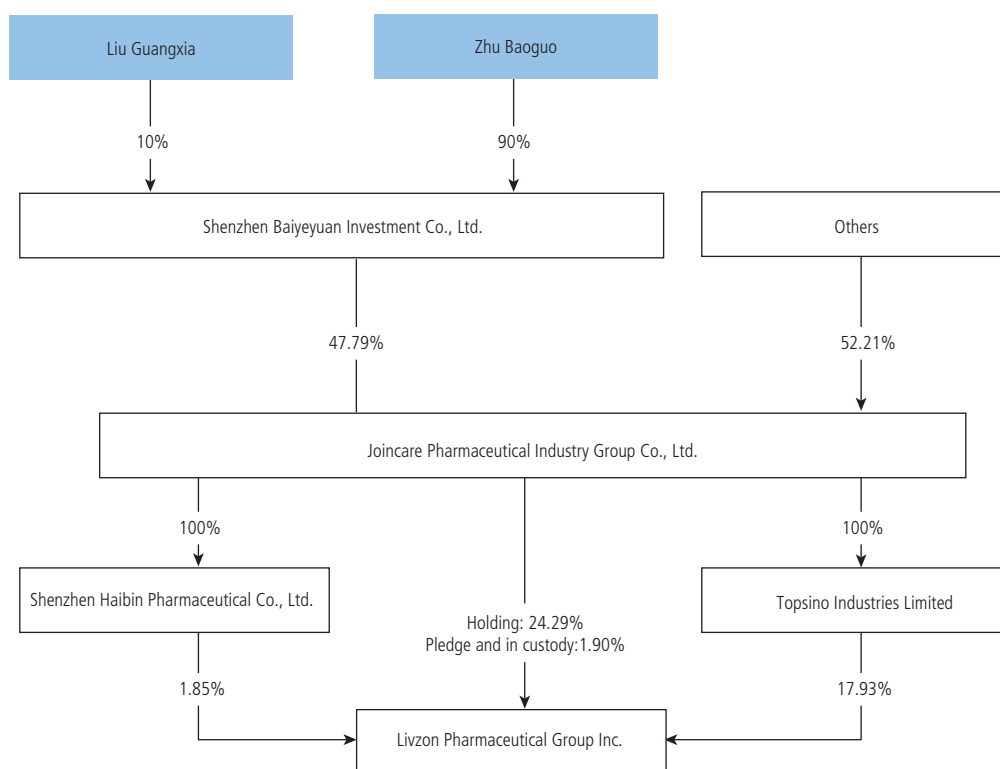 Liu Guangxia
Zhu Baoguo
10%
90%
Shenzhen Baiyeyuan Investment Co., Ltd.
Others
47.79%
52.21%
Joincare Pharmaceutical Industry Group Co., Ltd.
100%
100%
Shenzhen Haibin Pharmaceutical Co., Ltd.
Topsino Industries Limited
Holding: 24.29%
Pledge and in custody:1.90%
1.85%
17.93%
Livzon Pharmaceutical Group Inc.